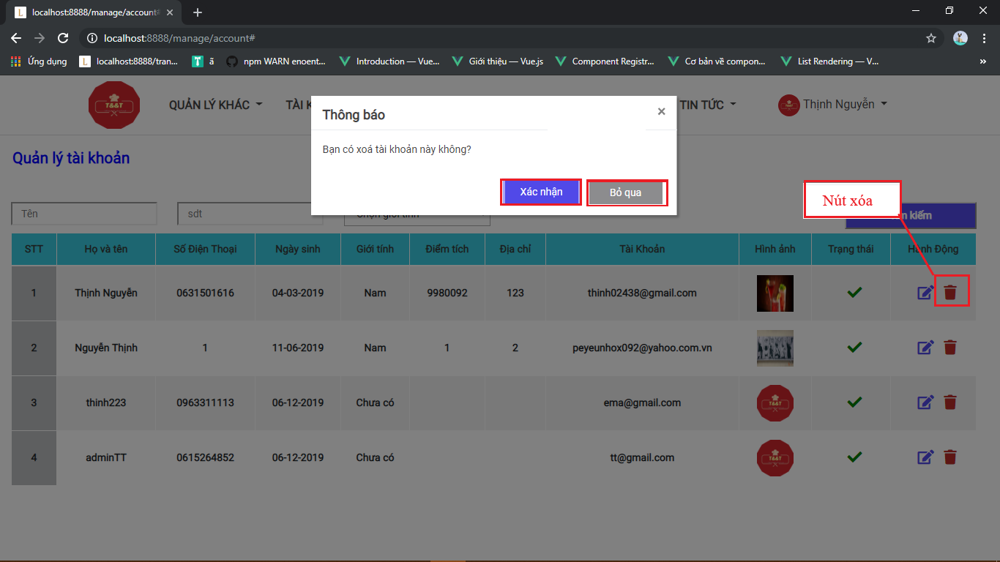 localhost:8888/manage/account#
localhost:8888/manage/account#
Ứng dụng localhost:8888/tran... ã npm WARN enoent... Introduction — Vue... Giới thiệu — Vue.js Component Registr... Cơ bản về compon... List Rendering — V... »
T&&T QUẢN LÝ KHÁC TÀI K TIN TỨC Thịnh Nguyễn
Thông báo ×
Bạn có xoá tài khoản này không?
Xác nhận Bỏ qua
Quản lý tài khoản
Nút xóa
Tên sdt Chọn giới tính kiếm
STT Họ và tên Số Điện Thoại Ngày sinh Giới tính Điểm tích Địa chỉ Tài Khoản Hình ảnh Trạng thái Hành Động
1 Thịnh Nguyễn 0631501616 04-03-2019 Nam 9980092 123 thinh02438@gmail.com
2 Nguyễn Thịnh 1 11-06-2019 Nam 1 2 peyeunhox092@yahoo.com.vn
3 thinh223 0963311113 06-12-2019 Chưa có ema@gmail.com T&&T
4 adminTT 0615264852 06-12-2019 Chưa có tt@gmail.com T&&T